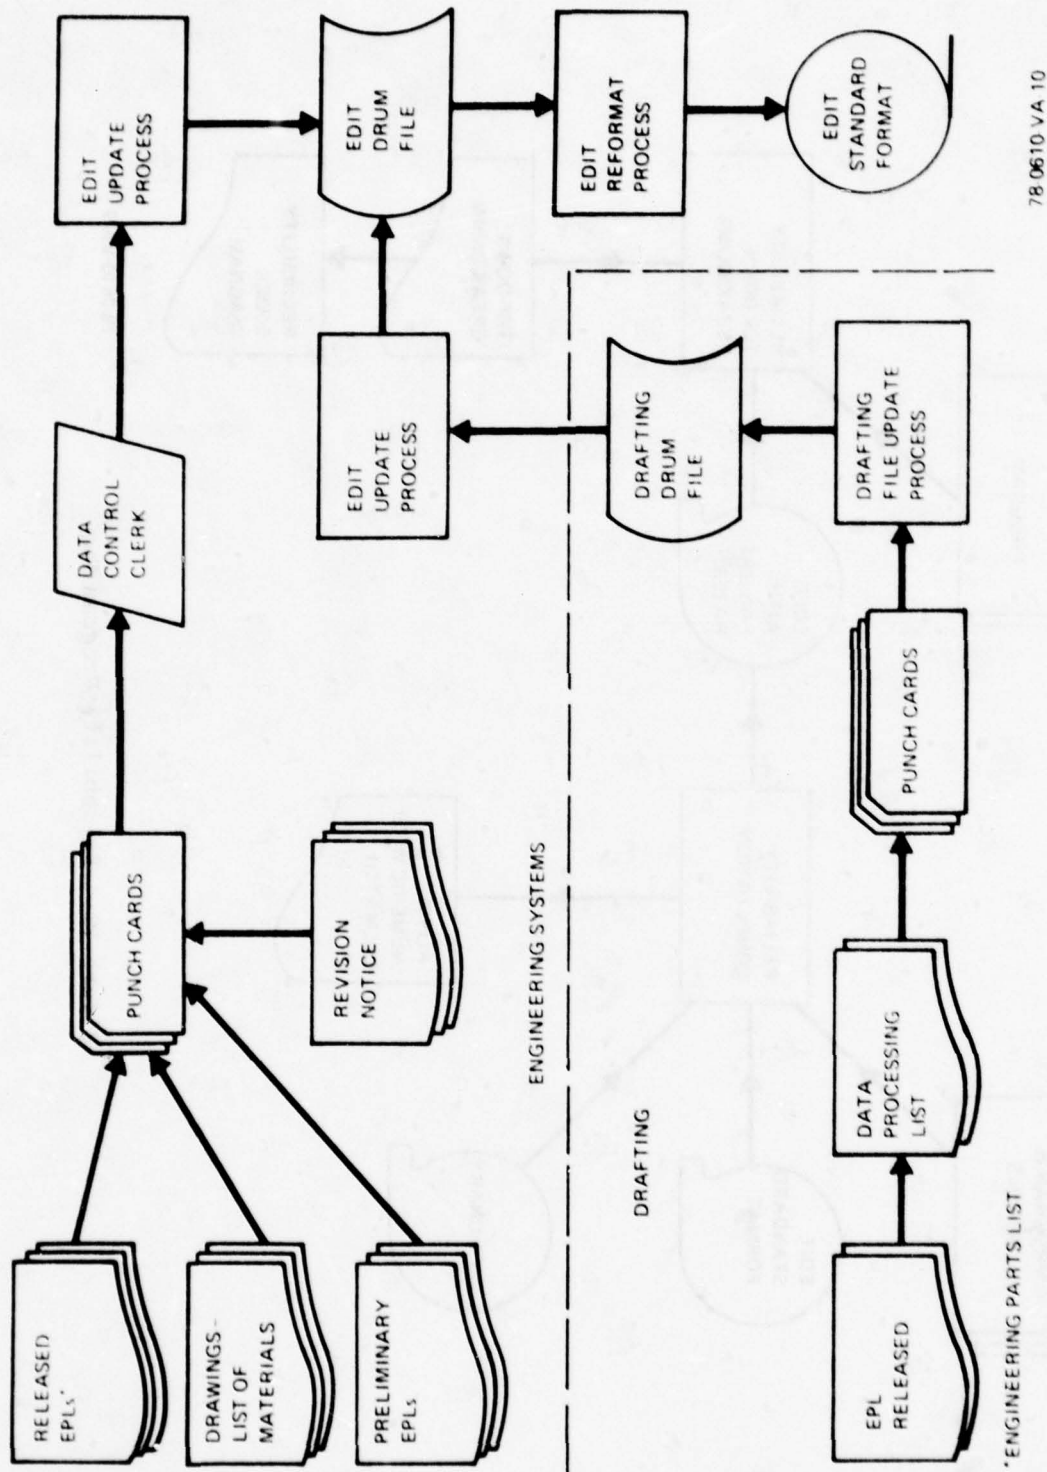 RELEASED
EPLs*
DRAWINGS–
LIST OF
MATERIALS
PRELIMINARY
EPLs
PUNCH CARDS
REVISION
NOTICE
DATA
CONTROL
CLERK
EDIT
UPDATE
PROCESS
EDIT
UPDATE
PROCESS
EDIT
DRUM
FILE
EDIT
REFORMAT
PROCESS
EDIT
STANDARD
FORMAT
ENGINEERING SYSTEMS
DRAFTING
EPL
RELEASED
DATA
PROCESSING
LIST
PUNCH CARDS
DRAFTING
FILE UPDATE
PROCESS
DRAFTING
DRUM
FILE
*ENGINEERING PARTS LIST
78-0610 VA 10